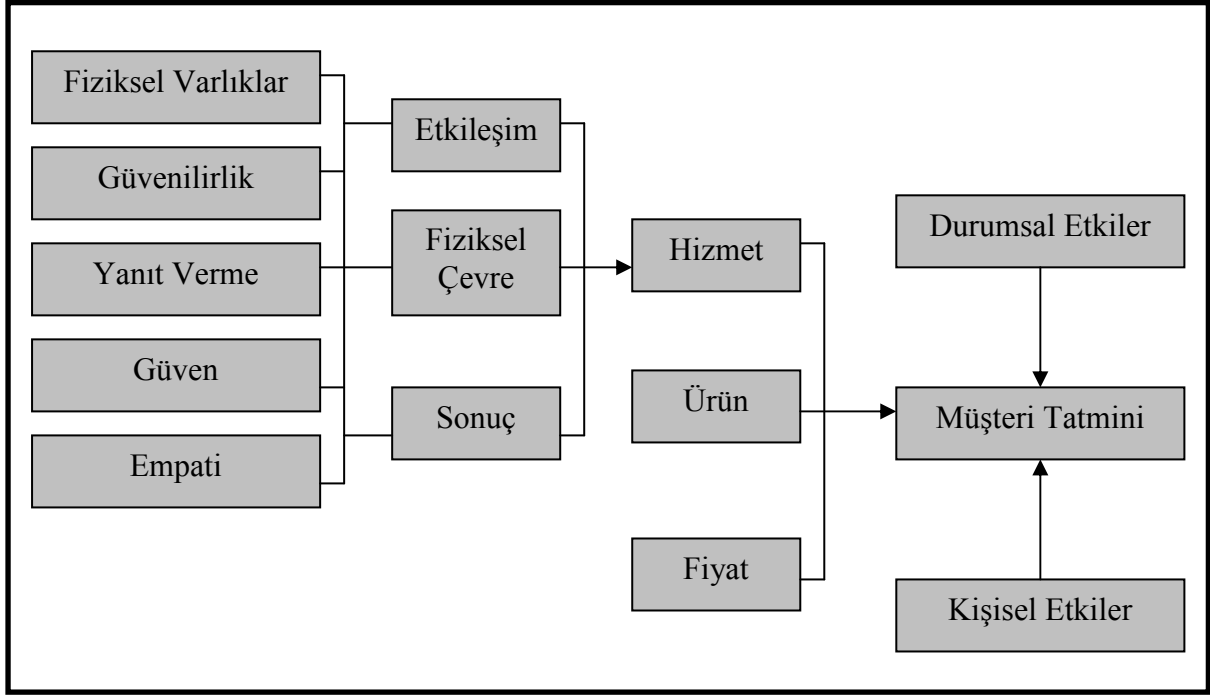 Fiziksel Varlıklar
Güvenilirlik
Yanıt Verme
Güven
Empati
Etkileşim
Fiziksel
Çevre
Sonuç
Hizmet
Ürün
Fiyat
Durumsal Etkiler
Müşteri Tatmini
Kişisel Etkiler